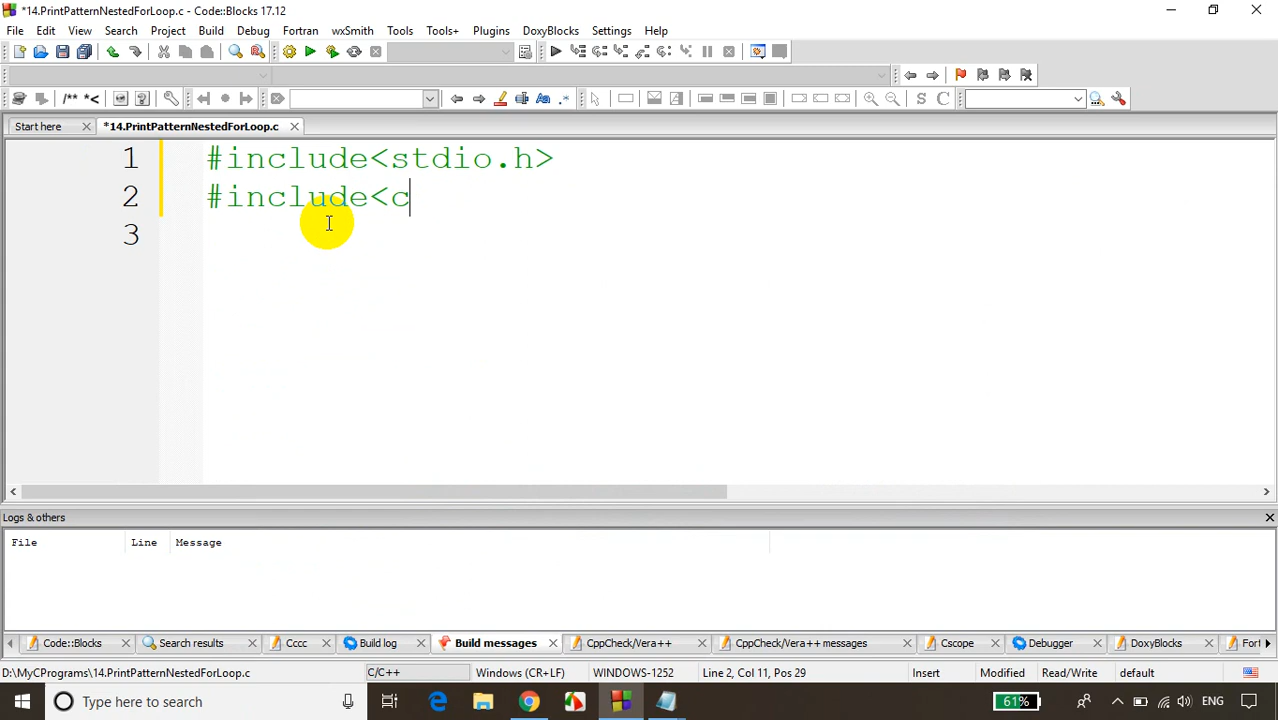 *14.PrintPatternNestedForLoop.c - Code::Blocks 17.12
File Edit View Search Project Build Debug Fortran wxSmith Tools Tools+ Plugins DoxyBlocks Settings Help
/** *<
S C
Start here *14.PrintPatternNestedForLoop.c
1 #include<stdio.h>
2 #include<c
3
Logs & others
File Line Message
Code::Blocks Search results Cccc Build log Build messages CppCheck/Vera++ CppCheck/Vera++ messages Cscope Debugger DoxyBlocks Fort
D:\MyCPrograms\14.PrintPatternNestedForLoop.c C/C++ Windows (CR+LF) WINDOWS-1252 Line 2, Col 11, Pos 29 Insert Modified Read/Write default
Type here to search 61% ENG